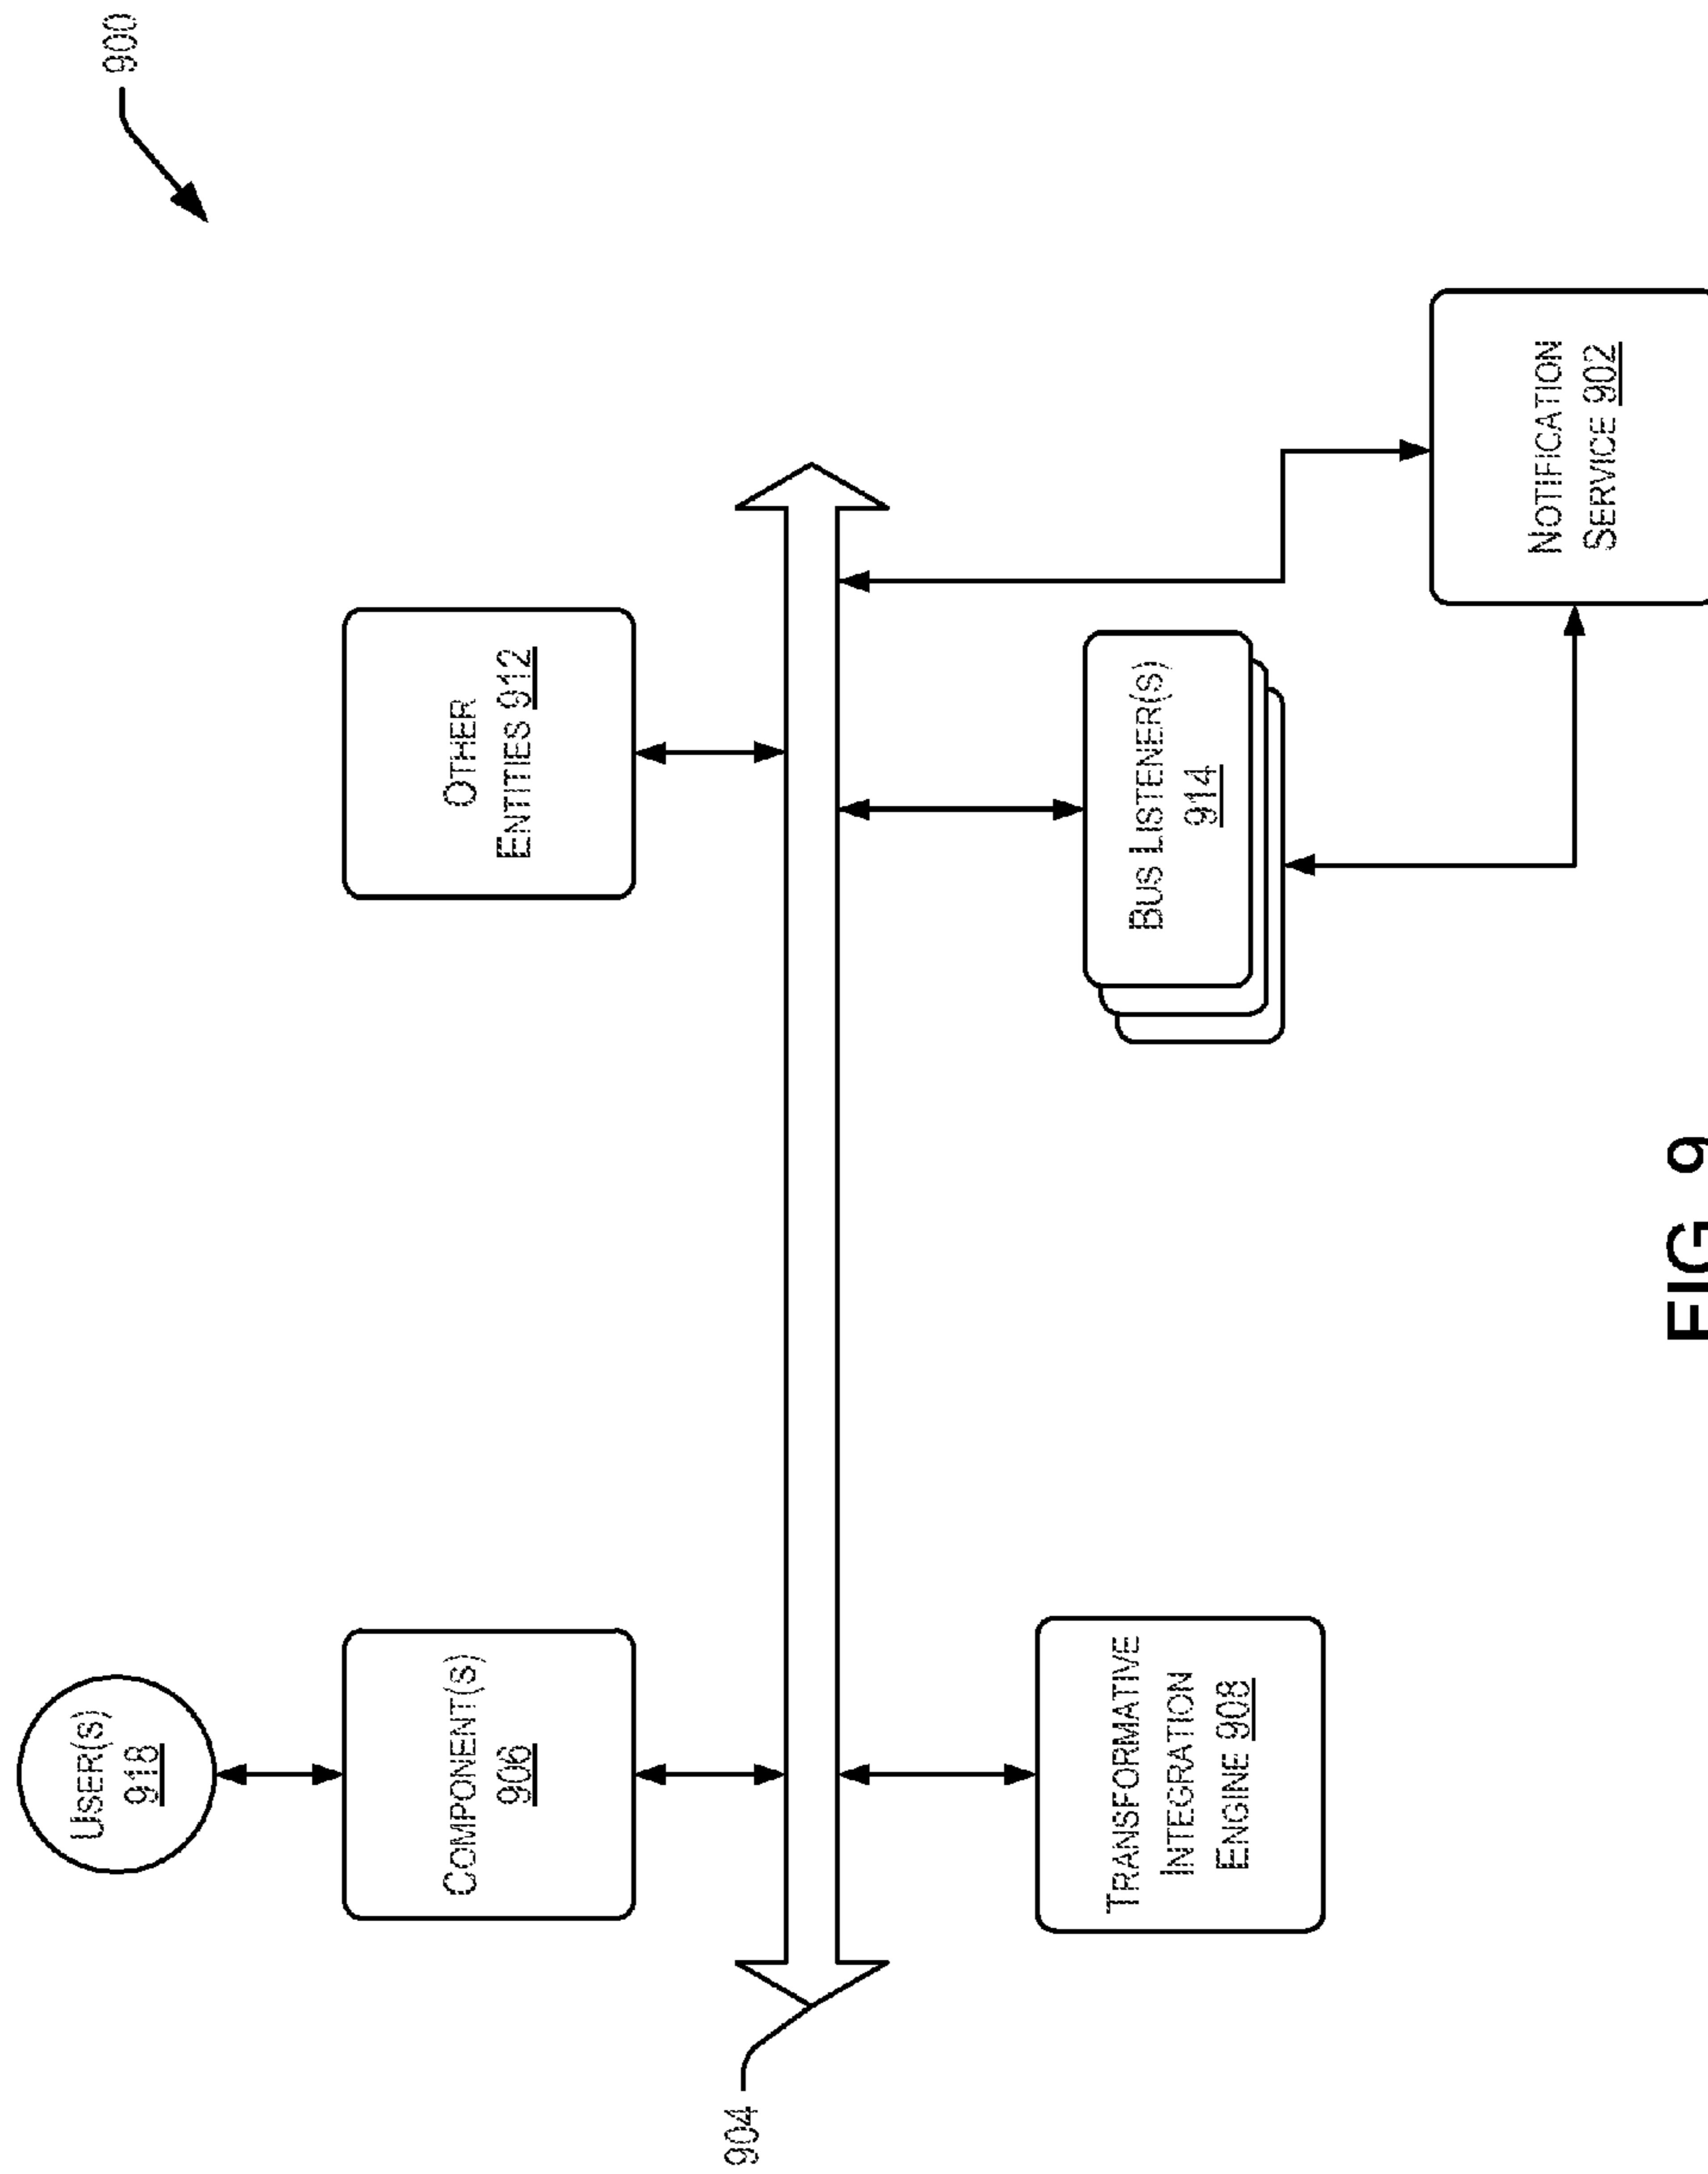 900
USER(S)
918
COMPONENT(S)
906
OTHER
ENTITIES 912
904
TRANSFORMATIVE
INTEGRATION
ENGINE 908
BUS LISTENER(S)
914
NOTIFICATION
SERVICE 902
FIG. 9